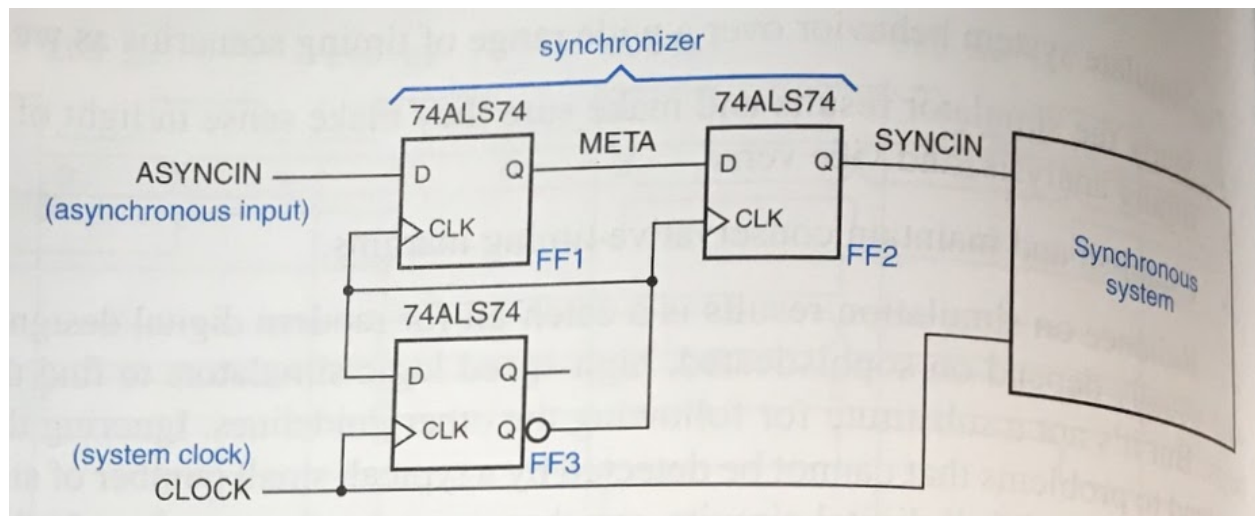 synchronizer
74ALS74
74ALS74
META
SYNCIN
ASYNCIN
(asynchronous input)
D
Q
CLK
FF1
D
Q
CLK
FF2
Synchronous
system
74ALS74
D
Q
CLK
Q
FF3
(system clock)
CLOCK